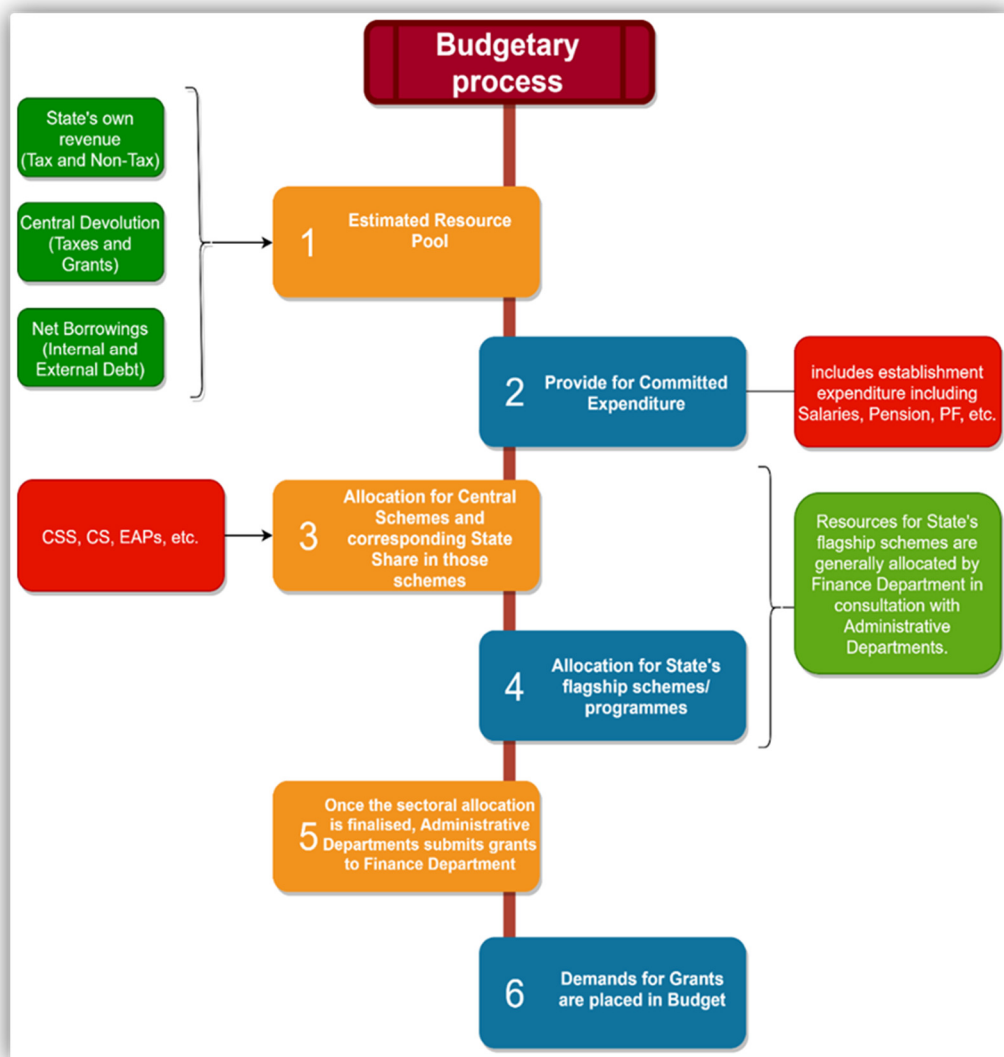 Budgetary
process
State's own
revenue
(Tax and Non-Tax)
Central Devolution
(Taxes and
Grants)
Net Borrowings
(Internal and
External Debt)
1
Estimated Resource
Pool
2
Provide for Committed
Expenditure
includes establishment
expenditure including
Salaries, Pension, PF, etc.
CSS, CS, EAPs, etc.
3
Allocation for Central
Schemes and
corresponding State
Share in those
schemes
Resources for State's
flagship schemes are
generally allocated by
Finance Department in
consultation with
Administrative
Departments.
4
Allocation for State's
flagship schemes/
programmes
5
Once the sectoral allocation
is finalised, Administrative
Departments submits grants
to Finance Department
6
Demands for Grants
are placed in Budget